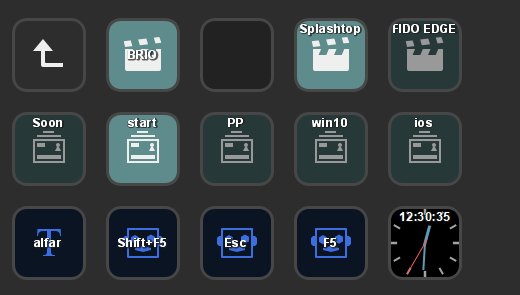 BRIO
Splashtop
FIDO EDGE
Soon
start
PP
win10
ios
alfar
Shift+F5
Esc
F5
12:30:35